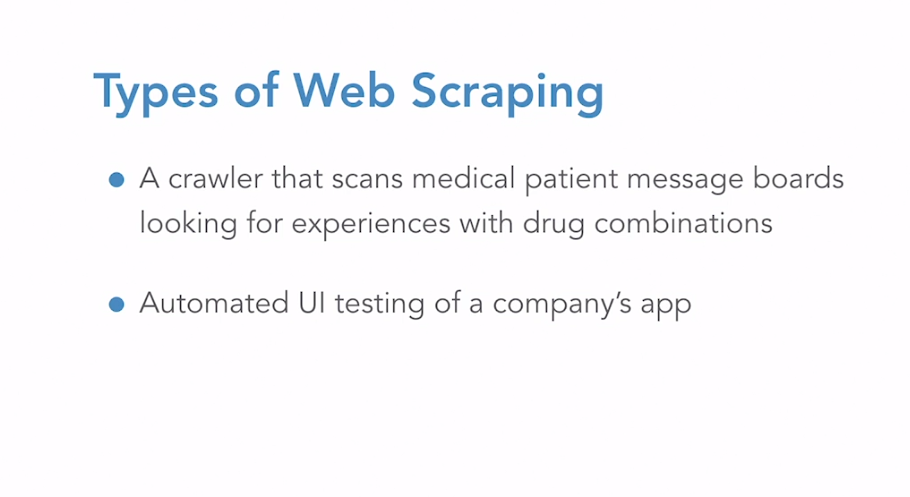 Types of Web Scraping
● A crawler that scans medical patient message boards
looking for experiences with drug combinations
● Automated UI testing of a company’s app